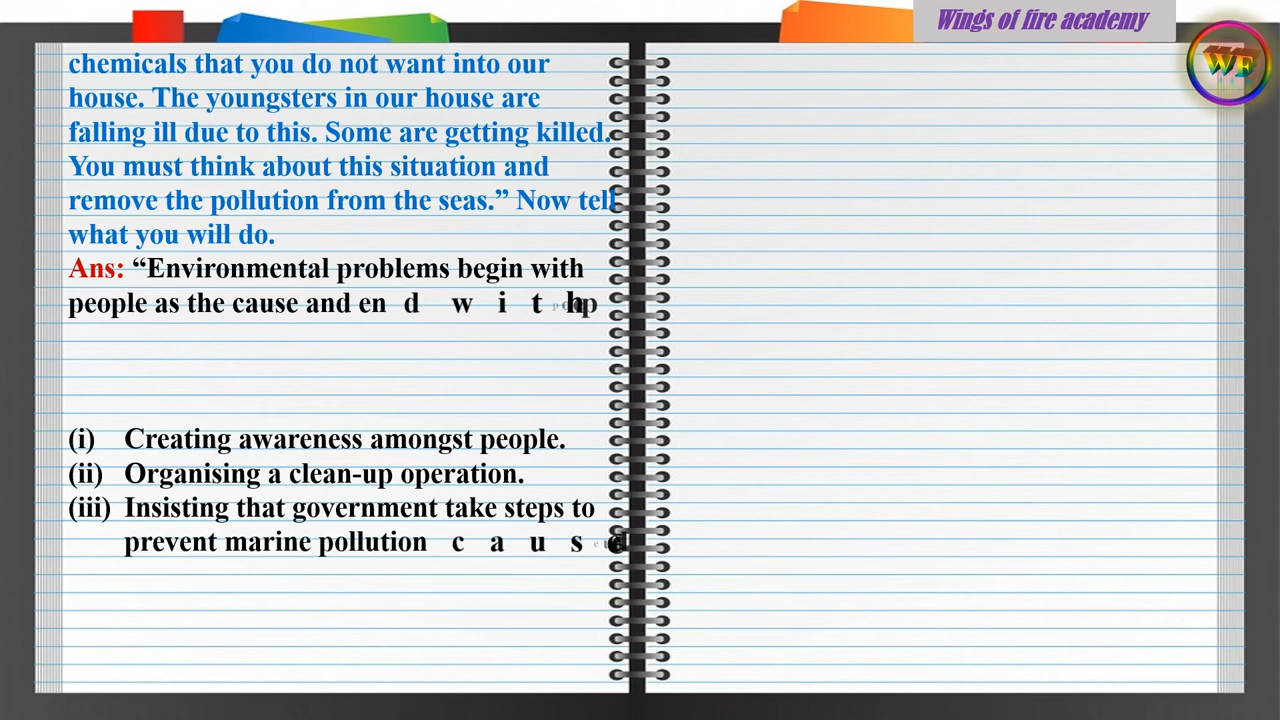 Wings of fire academy
WF
chemicals that you do not want into our
house. The youngsters in our house are
falling ill due to this. Some are getting killed.
You must think about this situation and
remove the pollution from the seas.” Now tell
what you will do.
Ans: “Environmental problems begin with
people as the cause and end with
(i) Creating awareness amongst people.
(ii) Organising a clean-up operation.
(iii) Insisting that government take steps to
prevent marine pollution